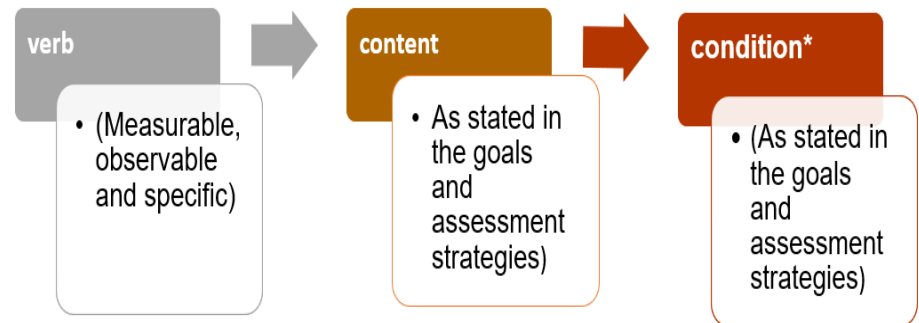 verb
• (Measurable,
observable
and specific)
content
• As stated in
the goals
and
assessment
strategies)
condition*
• (As stated in
the goals
and
assessment
strategies)